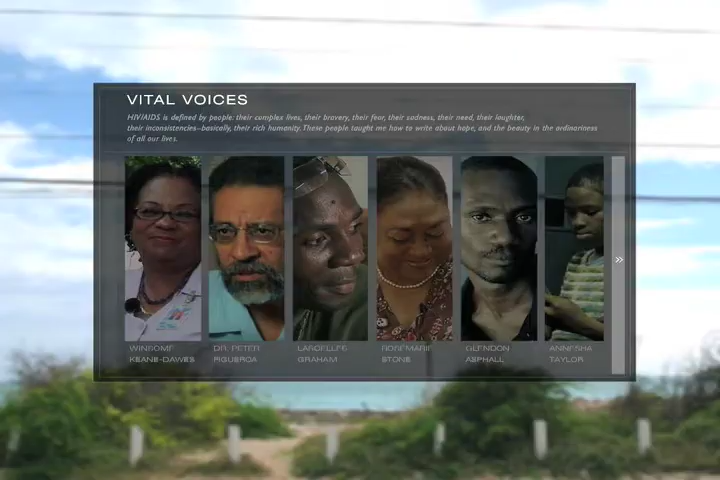 VITAL VOICES
HIV/AIDS is defined by people: their complex lives, their bravery, their fear, their sadness, their need, their laughter,
their inconsistencies–basically, their rich humanity. These people taught me how to write about hope, and the beauty in the ordinariness
of all our lives.
WINSOME
KEANE-DAWES
DR. PETER
FIGUEROA
GRAHAM
ROSEMARIE
STONE
GLENDON
ASPHALL
ANNESHA
TAYLOR
»